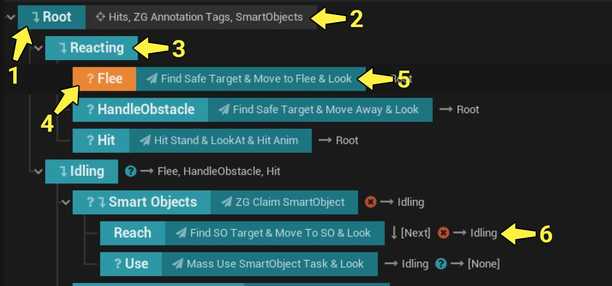 Root Hits, ZG Annotation Tags, SmartObjects 2
1 Reacting 3
? Flee Find Safe Target & Move to Flee & Look 5
4 ? HandleObstacle Find Safe Target & Move Away & Look → Root
? Hit Hit Stand & LookAt & Hit Anim → Root
Idling ? → Flee, HandleObstacle, Hit
? Smart Objects ZG Claim SmartObject → Idling
Reach Find SO Target & Move To SO & Look ↓ [Next] → Idling 6
? Use Mass Use SmartObject Task & Look → Idling ? → [None]